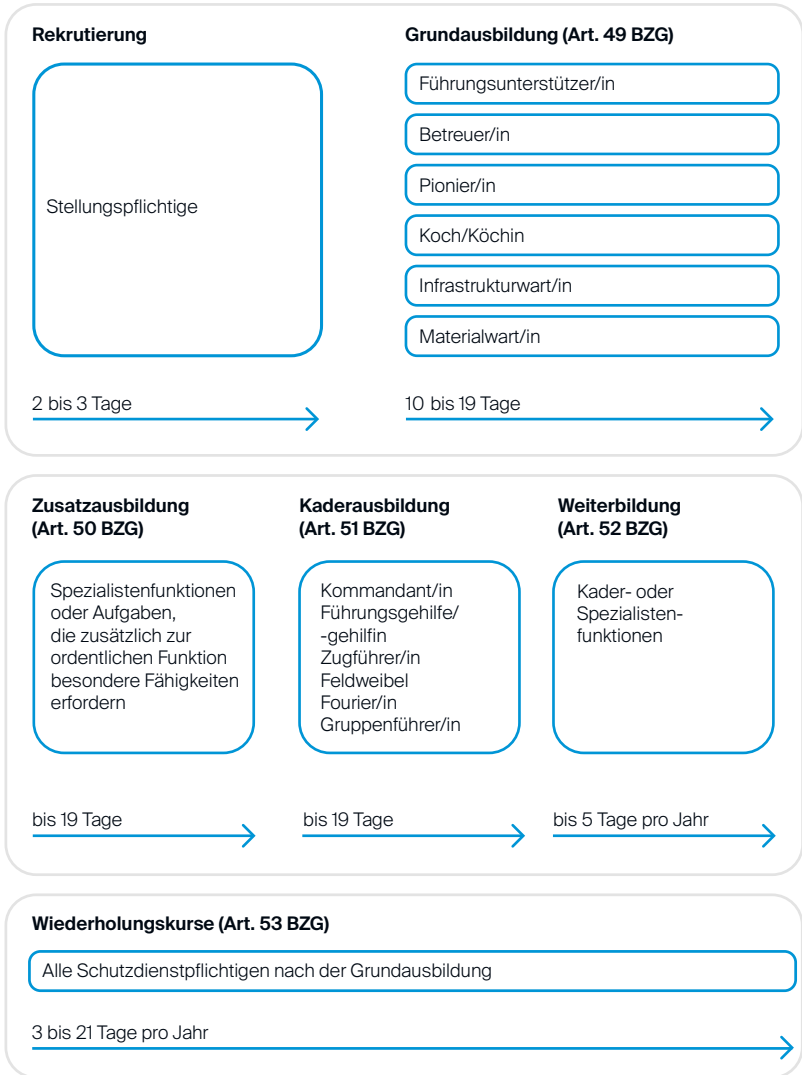 Rekrutierung
Stellungspflichtige
2 bis 3 Tage
Grundausbildung (Art. 49 BZG)
Führungsunterstützer/in
Betreuer/in
Pionier/in
Koch/Köchin
Infrastrukturwart/in
Materialwart/in
10 bis 19 Tage
Zusatzausbildung
(Art. 50 BZG)
Spezialistenfunktionen
oder Aufgaben,
die zusätzlich zur
ordentlichen Funktion
besondere Fähigkeiten
erfordern
bis 19 Tage
Kaderausbildung
(Art. 51 BZG)
Kommandant/in
Führungsgehilfe/
-gehilfin
Zugführer/in
Feldweibel
Fourier/in
Gruppenführer/in
bis 19 Tage
Weiterbildung
(Art. 52 BZG)
Kader- oder
Spezialisten-
funktionen
bis 5 Tage pro Jahr
Wiederholungskurse (Art. 53 BZG)
Alle Schutzdienstpflichtigen nach der Grundausbildung
3 bis 21 Tage pro Jahr